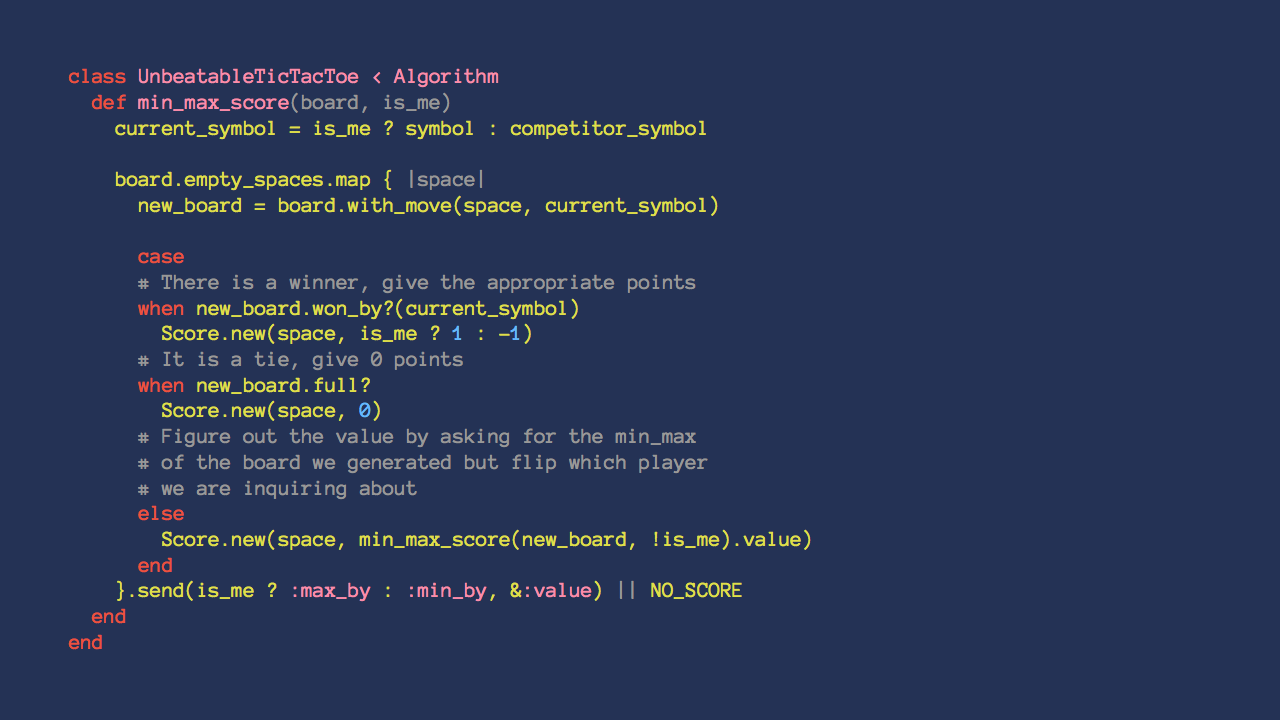 class UnbeatableTicTacToe < Algorithm
  def min_max_score(board, is_me)
    current_symbol = is_me ? symbol : competitor_symbol

    board.empty_spaces.map { |space|
      new_board = board.with_move(space, current_symbol)

      case
      # There is a winner, give the appropriate points
      when new_board.won_by?(current_symbol)
        Score.new(space, is_me ? 1 : -1)
      # It is a tie, give 0 points
      when new_board.full?
        Score.new(space, 0)
      # Figure out the value by asking for the min_max
      # of the board we generated but flip which player
      # we are inquiring about
      else
        Score.new(space, min_max_score(new_board, !is_me).value)
      end
    }.send(is_me ? :max_by : :min_by, &:value) || NO_SCORE
  end
end